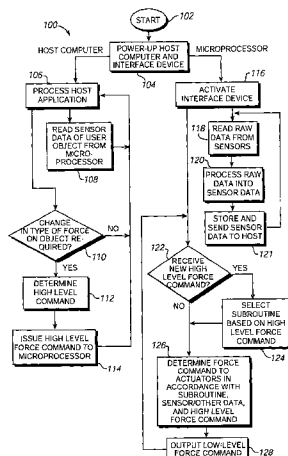 100
START
102
HOST COMPUTER
POWER-UP HOST
COMPUTER AND
INTERFACE DEVICE
MICROPROCESSOR
104
106
PROCESS HOST
APPLICATION
READ SENSOR
DATA OF USER
OBJECT FROM
MICRO-
PROCESSOR
108
CHANGE
IN TYPE OF FORCE
ON OBJECT RE-
QUIRED?
NO
110
YES
DETERMINE
HIGH LEVEL
COMMAND
112
ISSUE HIGH LEVEL
FORCE COMMAND TO
MICROPROCESSOR
114
116
ACTIVATE
INTERFACE DEVICE
118
READ RAW
DATA FROM
SENSORS
120
PROCESS RAW
DATA INTO
SENSOR DATA
STORE AND
SEND SENSOR
DATA TO HOST
121
122
RECEIVE
NEW HIGH
LEVEL FORCE
COMMAND?
YES
NO
SELECT
SUBROUTINE
BASED ON HIGH
LEVEL FORCE
COMMAND
124
126
DETERMINE FORCE
COMMAND TO
ACTUATORS IN
ACCORDANCE WITH
SUBROUTINE,
SENSOR/OTHER DATA,
AND HIGH LEVEL
FORCE COMMAND
OUTPUT LOW-LEVEL
FORCE COMMAND
128